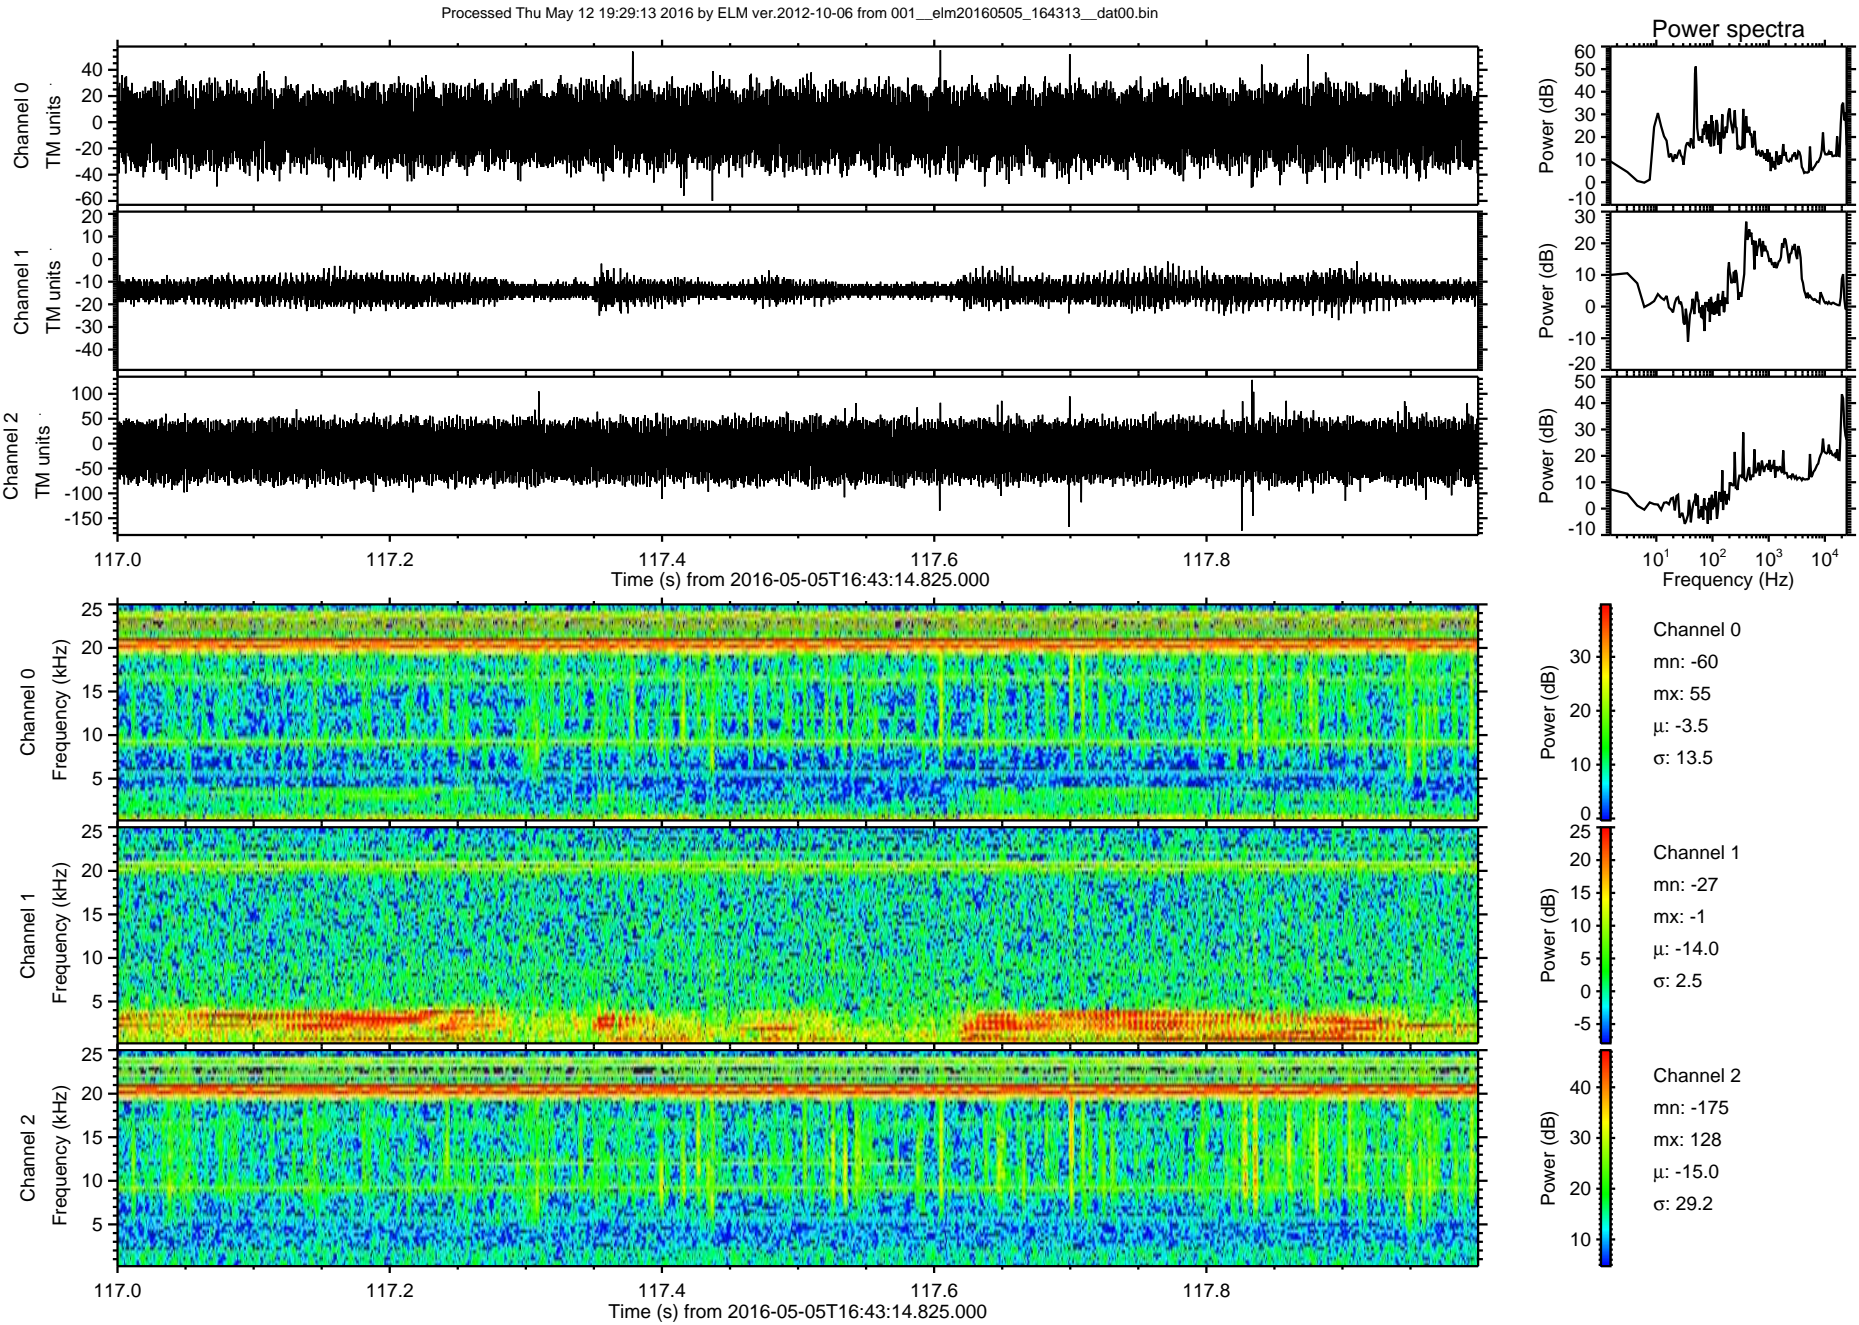 Processed Thu May 12 19:29:13 2016 by ELM ver.2012-10-06 from 001__elm20160505_164313__dat00.bin
Power spectra
Channel 0
TM units
40
20
0
-20
-40
-60
Power (dB)
60
50
40
30
20
10
0
-10
Channel 1
TM units
20
10
0
-10
-20
-30
-40
Power (dB)
30
20
10
0
-10
-20
Channel 2
TM units
100
50
0
-50
-100
-150
Power (dB)
50
40
30
20
10
0
-10
117.0 117.2 117.4 117.6 117.8
Time (s) from 2016-05-05T16:43:14.825.000
10^1 10^2 10^3 10^4
Frequency (Hz)
Channel 0
Frequency (kHz)
25
20
15
10
5
Power (dB)
30
20
10
0
Channel 0
mn: -60
mx: 55
μ: -3.5
σ: 13.5
Channel 1
Frequency (kHz)
25
20
15
10
5
Power (dB)
25
20
15
10
5
0
-5
Channel 1
mn: -27
mx: -1
μ: -14.0
σ: 2.5
Channel 2
Frequency (kHz)
25
20
15
10
5
Power (dB)
40
30
20
10
Channel 2
mn: -175
mx: 128
μ: -15.0
σ: 29.2
117.0 117.2 117.4 117.6 117.8
Time (s) from 2016-05-05T16:43:14.825.000